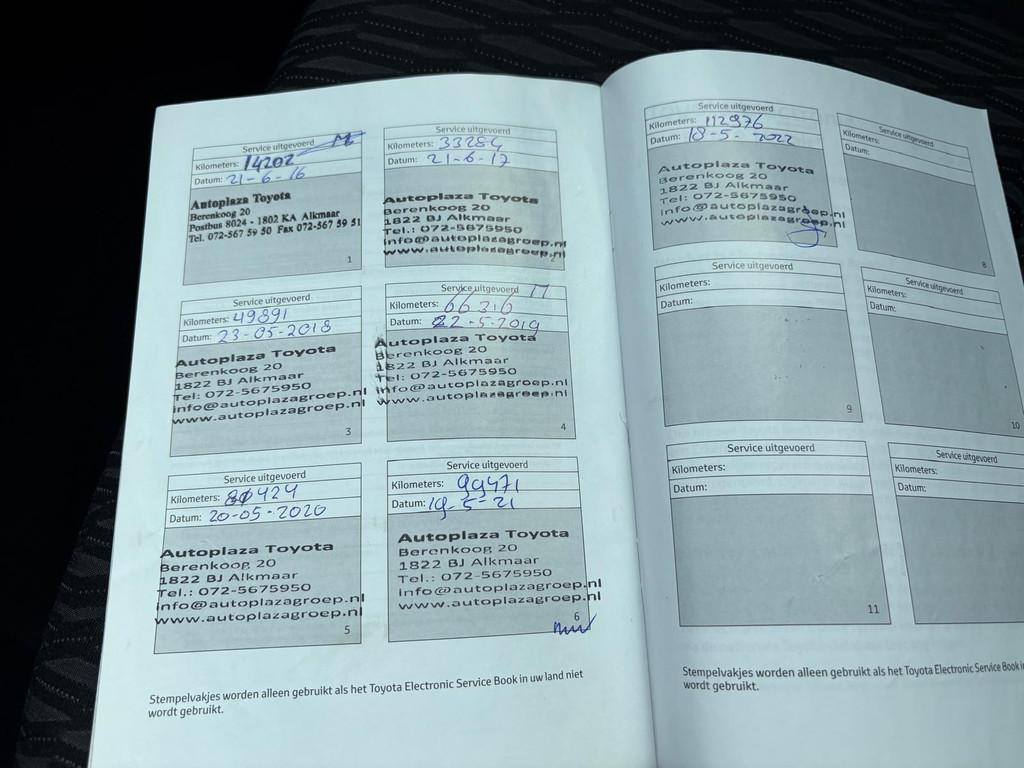 Service uitgevoerd
Kilometers: 14202
Datum: 21-6-16
Autoplaza Toyota
Berenkoog 20
Postbus 8024 - 1802 KA Alkmaar
Tel. 072-567 59 50 Fax 072-567 59 51
1
Service uitgevoerd
Kilometers: 33284
Datum: 21-6-17
Autoplaza Toyota
Berenkoog 20
1822 BJ Alkmaar
Tel.: 072-5675950
info@autoplazagroep.nl
www.autoplazagroep.nl
2
Service uitgevoerd
Kilometers: 49891
Datum: 23-05-2018
Autoplaza Toyota
Berenkoog 20
1822 BJ Alkmaar
Tel: 072-5675950
info@autoplazagroep.nl
www.autoplazagroep.nl
3
Service uitgevoerd
Kilometers: 66316
Datum: 22-5-2019
Autoplaza Toyota
Berenkoog 20
1822 BJ Alkmaar
Tel: 072-5675950
info@autoplazagroep.nl
www.autoplazagroep.nl
4
Service uitgevoerd
Kilometers: 80424
Datum: 20-05-2020
Autoplaza Toyota
Berenkoog 20
1822 BJ Alkmaar
Tel.: 072-5675950
info@autoplazagroep.nl
www.autoplazagroep.nl
5
Service uitgevoerd
Kilometers: 99471
Datum: 19-5-21
Autoplaza Toyota
Berenkoog 20
1822 BJ Alkmaar
Tel.: 072-5675950
info@autoplazagroep.nl
www.autoplazagroep.nl
6
Stempelvakjes worden alleen gebruikt als het Toyota Electronic Service Book in uw land niet
wordt gebruikt.
Service uitgevoerd
Kilometers: 112976
Datum: 18-5-2022
Autoplaza Toyota
Berenkoog 20
1822 BJ Alkmaar
Tel: 072-5675950
info@autoplazagroep.nl
www.autoplazagroep.nl
Service uitgevoerd
Kilometers:
Datum:
8
Service uitgevoerd
Kilometers:
Datum:
9
Service uitgevoerd
Kilometers:
Datum:
10
Service uitgevoerd
Kilometers:
Datum:
11
Service uitgevoerd
Kilometers:
Datum:
Stempelvakjes worden alleen gebruikt als het Toyota Electronic Service Book in
wordt gebruikt.